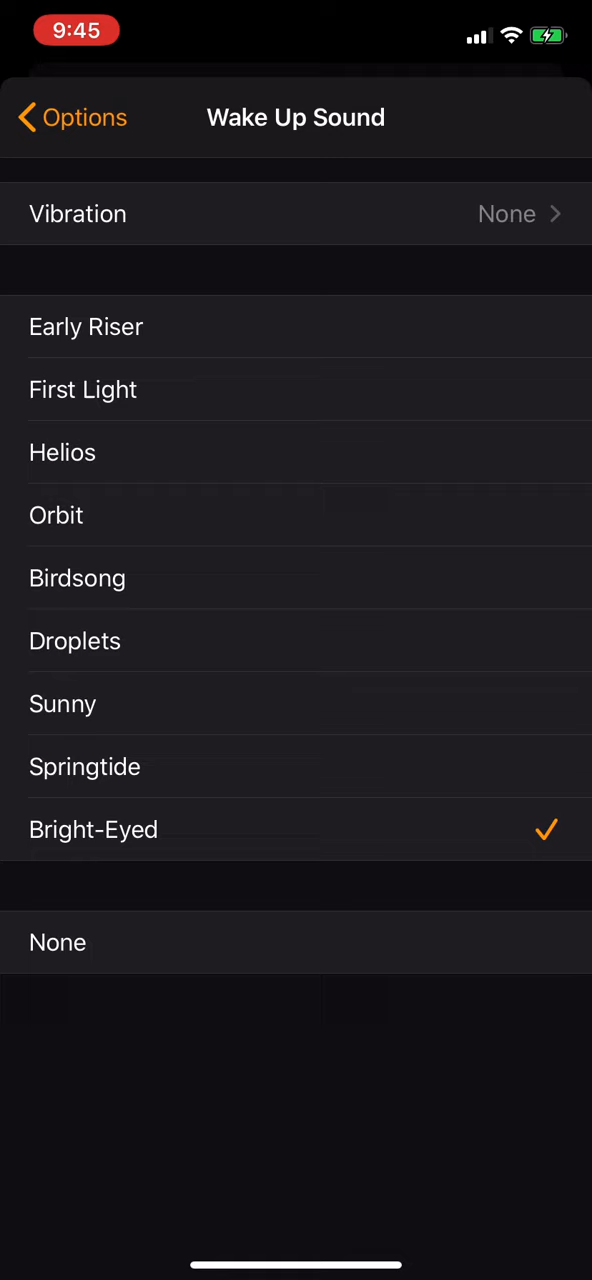 9:45
Options Wake Up Sound
Vibration None
Early Riser
First Light
Helios
Orbit
Birdsong
Droplets
Sunny
Springtide
Bright-Eyed
None